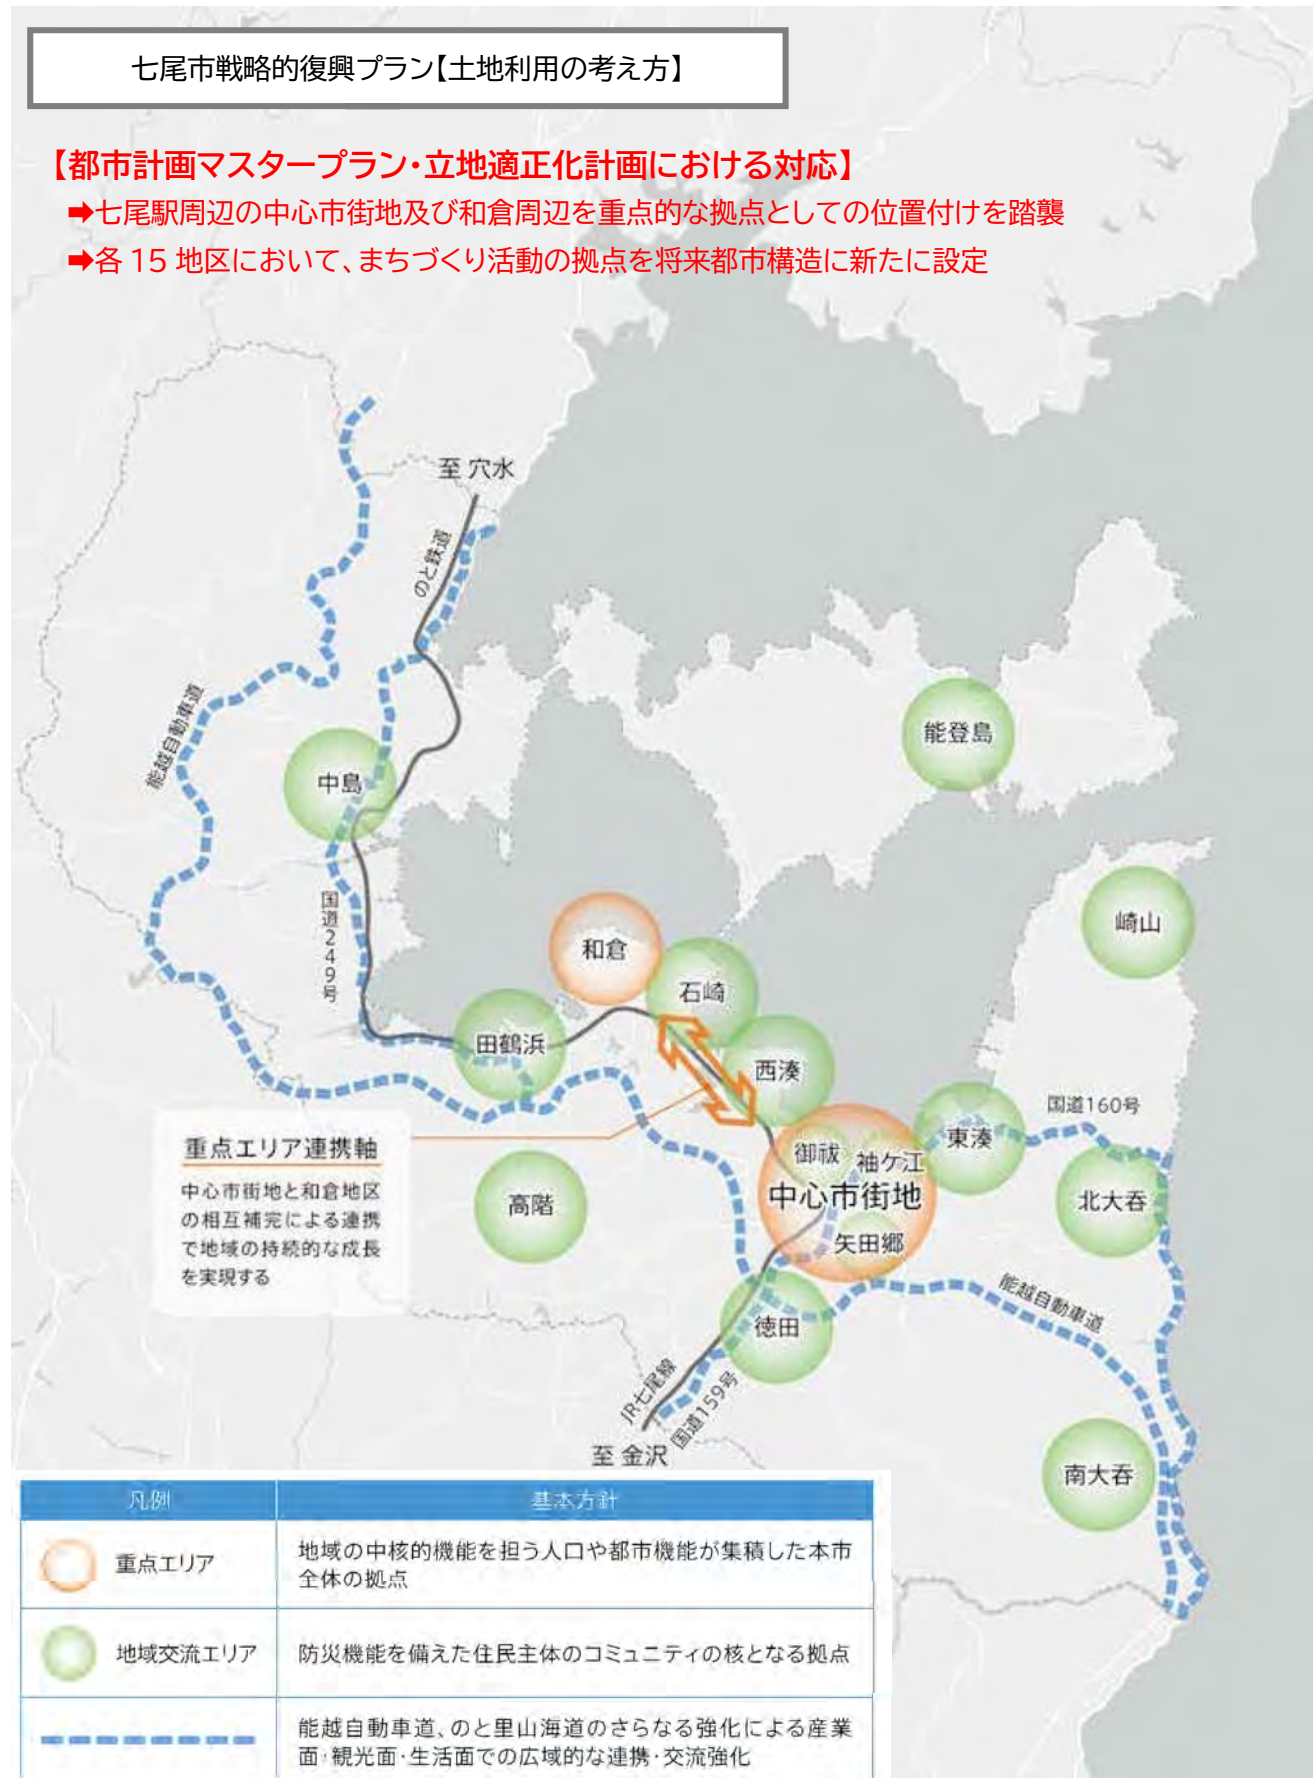 七尾市戦略的復興プラン【土地利用の考え方】
【都市計画マスタープラン・立地適正化計画における対応】
➡七尾駅周辺の中心市街地及び和倉周辺を重点的な拠点としての位置付けを踏襲
➡各 15 地区において、まちづくり活動の拠点を将来都市構造に新たに設定
至 穴水
のと鉄道
能越自動車道
能登島
中島
国道249号
崎山
和倉
石崎
田鶴浜
西湊
国道160号
東湊
重点エリア連携軸
中心市街地と和倉地区
の相互補完による連携
で地域の持続的な成長
を実現する
御祓
袖ケ江
中心市街地
矢田郷
高階
北大呑
能越自動車道
徳田
JR七尾線
国道159号
至 金沢
南大呑
凡例
基本方針
重点エリア
地域の中核的機能を担う人口や都市機能が集積した本市
全体の拠点
地域交流エリア
防災機能を備えた住民主体のコミュニティの核となる拠点
能越自動車道、のと里山海道のさらなる強化による産業
面・観光面・生活面での広域的な連携・交流強化